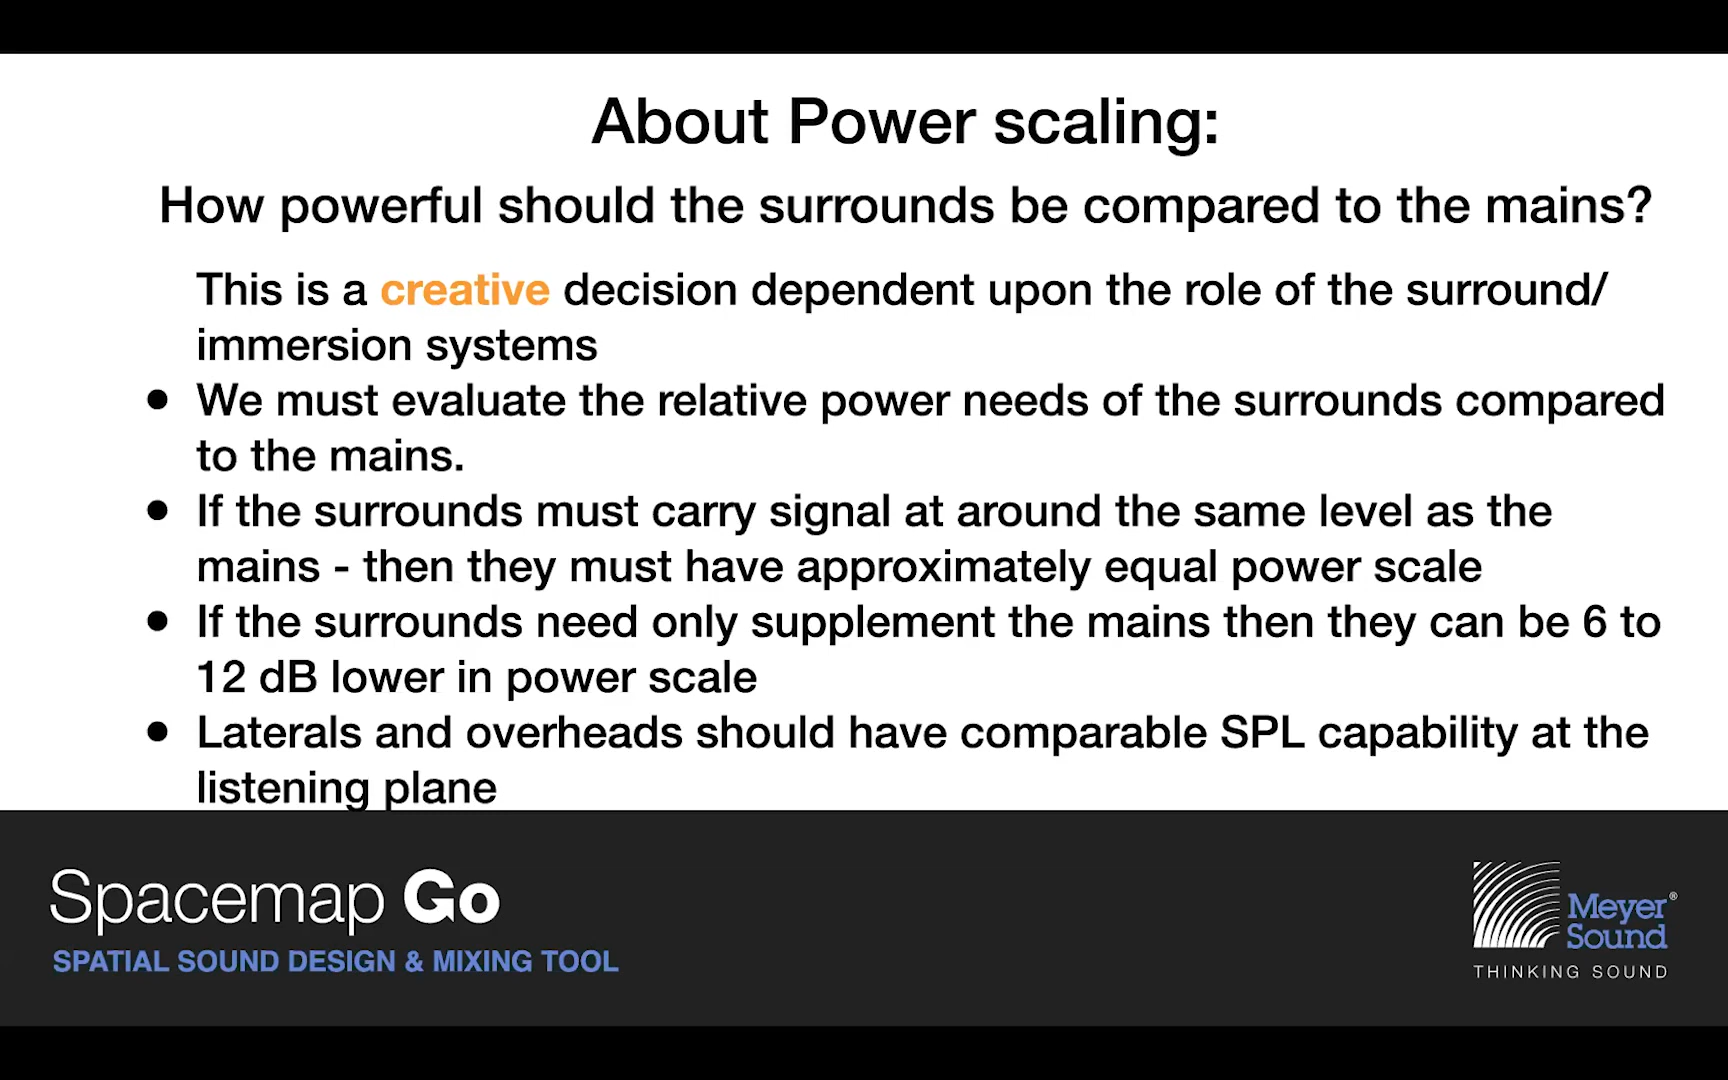 About Power scaling:
How powerful should the surrounds be compared to the mains?
This is a creative decision dependent upon the role of the surround/
immersion systems
● We must evaluate the relative power needs of the surrounds compared
to the mains.
● If the surrounds must carry signal at around the same level as the
mains - then they must have approximately equal power scale
● If the surrounds need only supplement the mains then they can be 6 to
12 dB lower in power scale
● Laterals and overheads should have comparable SPL capability at the
listening plane
Spacemap Go
SPATIAL SOUND DESIGN & MIXING TOOL
Meyer®
Sound
THINKING SOUND